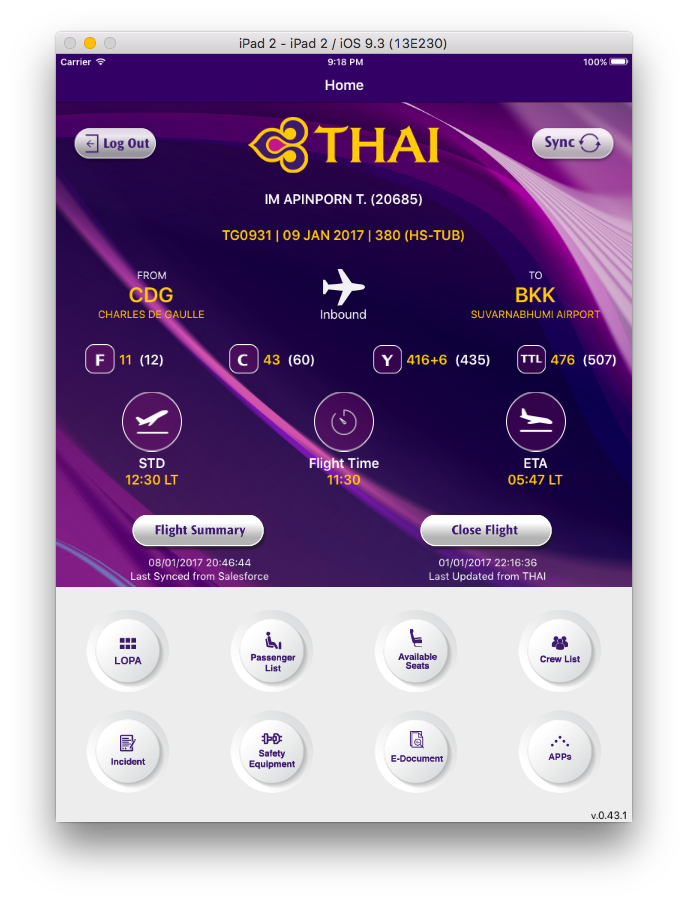 iPad 2 - iPad 2 / iOS 9.3 (13E230)
Carrier 9:18 PM 100%
Home
Log Out THAI Sync
IM APINPORN T. (20685)
TG0931 | 09 JAN 2017 | 380 (HS-TUB)
FROM TO
CDG BKK
CHARLES DE GAULLE Inbound SUVARNABHUMI AIRPORT
F 11 (12) C 43 (60) Y 416+6 (435) TTL 476 (507)
STD Flight Time ETA
12:30 LT 11:30 05:47 LT
Flight Summary Close Flight
08/01/2017 20:46:44 01/01/2017 22:16:36
Last Synced from Salesforce Last Updated from THAI
LOPA
Passenger
List
Available
Seats
Crew List
Incident
Safety
Equipment
E-Document
APPs
v.0.43.1